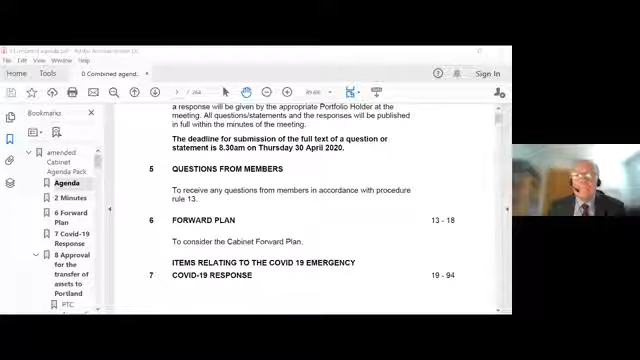 Home Tools 0 Combined agend... × Sign In
/ 264
Bookmarks ×
amended
Cabinet
Agenda Pack
Agenda
2 Minutes
6 Forward
Plan
7 Covid-19
Response
8 Approval
for the
transfer of
assets to
Portland
PTC
a response will be given by the appropriate Portfolio Holder at the
meeting. All questions/statements and the responses will be published
in full within the minutes of the meeting.
The deadline for submission of the full text of a question or
statement is 8.30am on Thursday 30 April 2020.
5 QUESTIONS FROM MEMBERS
To receive any questions from members in accordance with procedure
rule 13.
6 FORWARD PLAN 13 - 18
To consider the Cabinet Forward Plan.
ITEMS RELATING TO THE COVID 19 EMERGENCY
7 COVID-19 RESPONSE 19 - 94